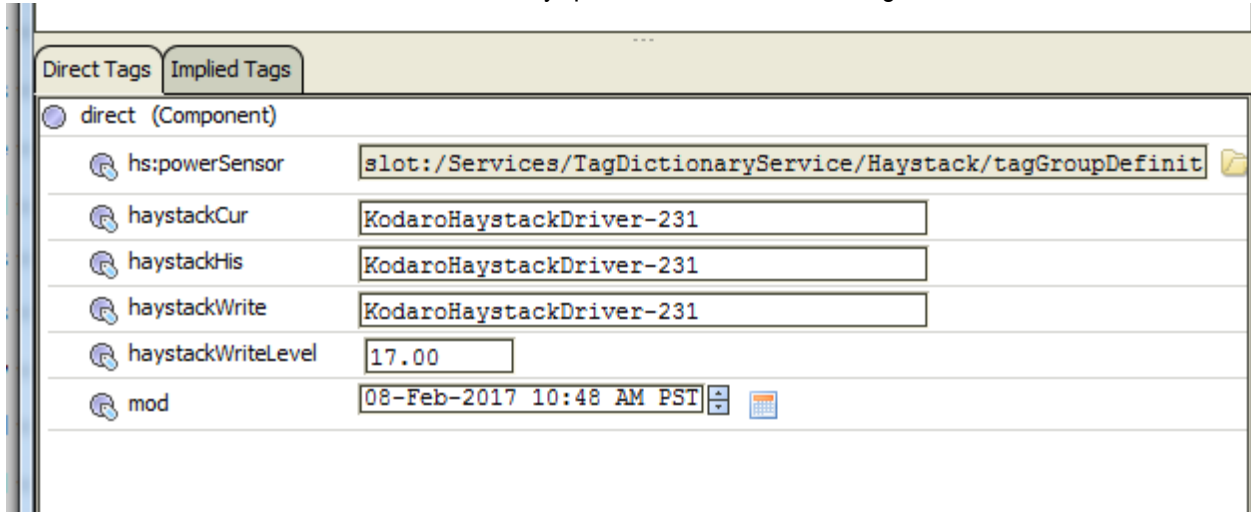 Direct Tags Implied Tags
direct (Component)
hs:powerSensor slot:/Services/TagDictionaryService/Haystack/tagGroupDefinit
haystackCur KodaroHaystackDriver-231
haystackHis KodaroHaystackDriver-231
haystackWrite KodaroHaystackDriver-231
haystackWriteLevel 17.00
mod 08-Feb-2017 10:48 AM PST